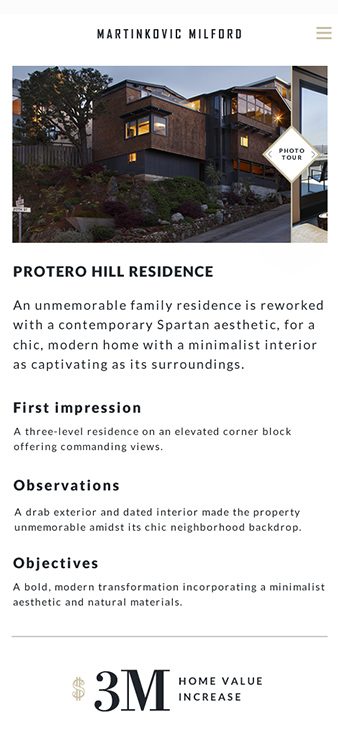 MARTINKOVIC MILFORD
PHOTO
TOUR
PROTERO HILL RESIDENCE
An unmemorable family residence is reworked
with a contemporary Spartan aesthetic, for a
chic, modern home with a minimalist interior
as captivating as its surroundings.
First impression
A three-level residence on an elevated corner block
offering commanding views.
Observations
A drab exterior and dated interior made the property
unmemorable amidst its chic neighborhood backdrop.
Objectives
A bold, modern transformation incorporating a minimalist
aesthetic and natural materials.
$3M HOME VALUE
INCREASE